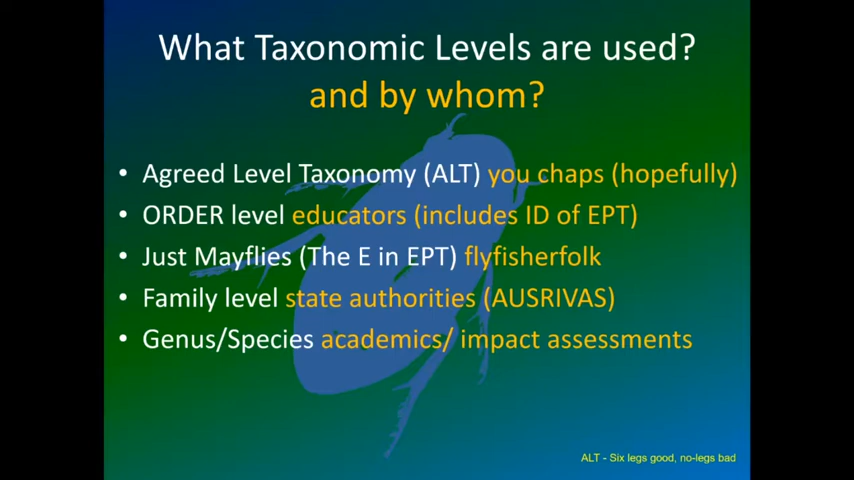 What Taxonomic Levels are used?
and by whom?
• Agreed Level Taxonomy (ALT) you chaps (hopefully)
• ORDER level educators (includes ID of EPT)
• Just Mayflies (The E in EPT) flyfisherfolk
• Family level state authorities (AUSRIVAS)
• Genus/Species academics/ impact assessments
ALT - Six legs good, no-legs bad